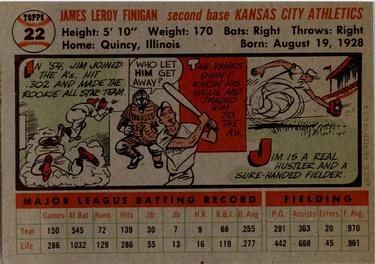 TOPPS
22
JAMES LEROY FINIGAN second base KANSAS CITY ATHLETICS
Height: 5' 10" Weight: 170 Bats: Right Throws: Right
Home: Quincy, Illinois Born: August 19, 1928
IN '54, JIM JOINED
THE A's, HIT
.302 AND MADE THE
ROOKIE ALL STAR TEAM.
WHO LET
HIM GET
AWAY?
YANKEES
THE YANKS
DIDN'T KNOW
HIS VALUE
AND TRADED
HIM TO
THE A's.
JIM IS A REAL
HUSTLER AND A
SURE-HANDED FIELDER.
MAJOR LEAGUE BATTING RECORD FIELDING
Games At Bat Runs Hits 2b 3b H.R. R.B.I. B. Avg. P.O. Assists Errors F. Avg.
Year 150 545 72 139 30 7 9 68 .255 291 363 20 .970
Life 286 1032 129 286 55 13 16 119 .277 442 668 45 .961